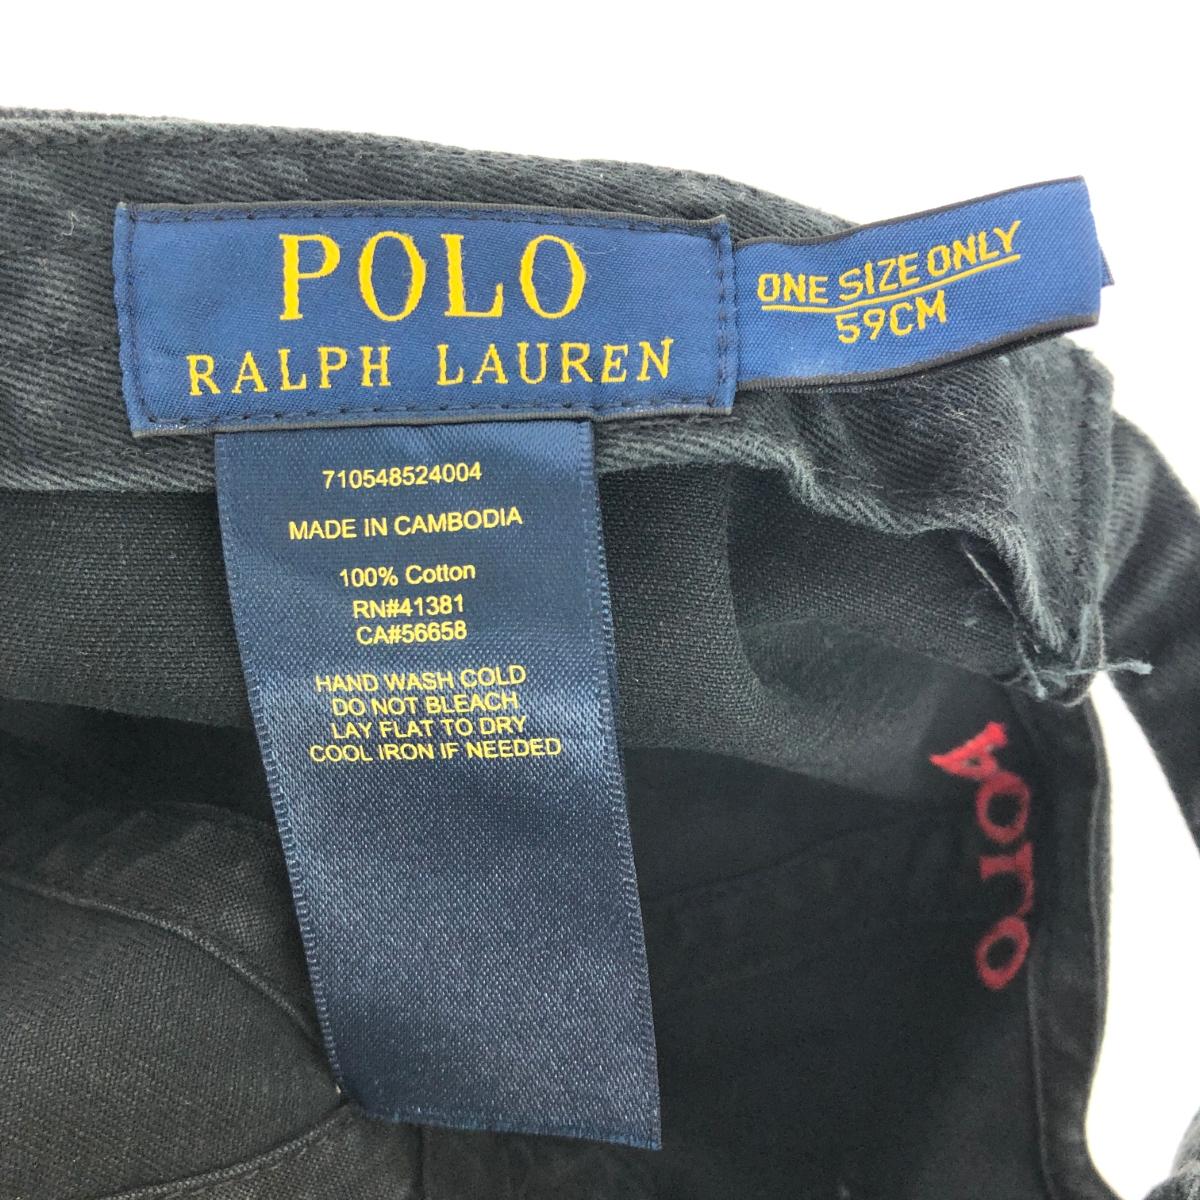 POLO
RALPH LAUREN
ONE SIZE ONLY
59CM
710548524004
MADE IN CAMBODIA
100% Cotton
RN#41381
CA#56658
HAND WASH COLD
DO NOT BLEACH
LAY FLAT TO DRY
COOL IRON IF NEEDED
POLO